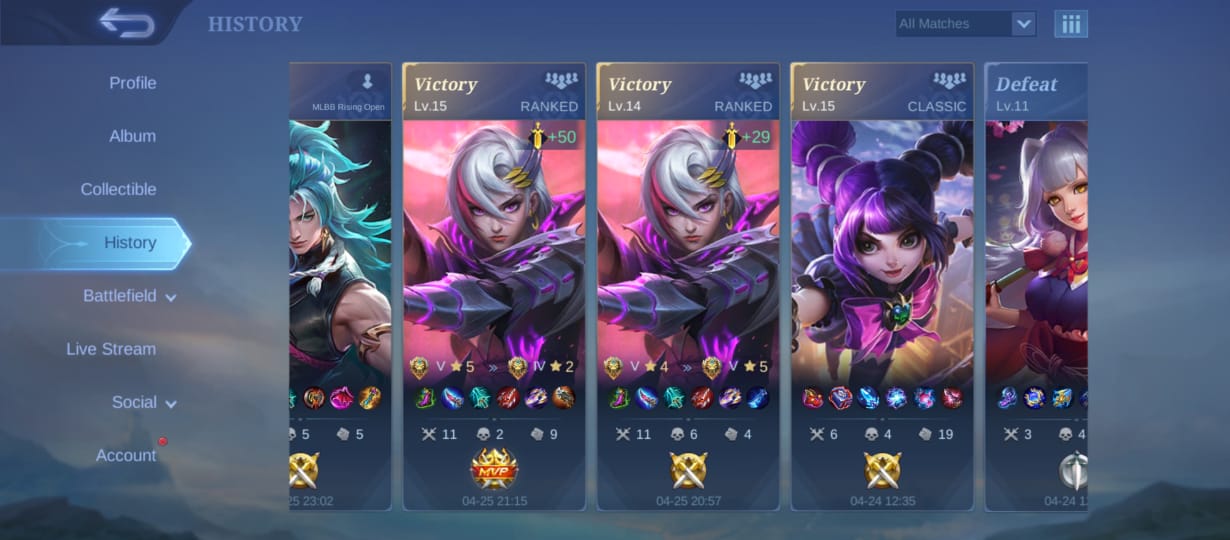 HISTORY
All Matches
Profile
Album
Collectible
History
Battlefield
Live Stream
Social
Account
MLBB Rising Open
5 5
23:02
Victory
Lv.15 RANKED
+50
V 5 » IV 2
11 2 9
MVP
04-25 21:15
Victory
Lv.14 RANKED
+29
V 4 » V 5
11 6 4
04-25 20:57
Victory
Lv.15 CLASSIC
6 4 19
04-24 12:35
Defeat
Lv.11
3 4
04-24 1